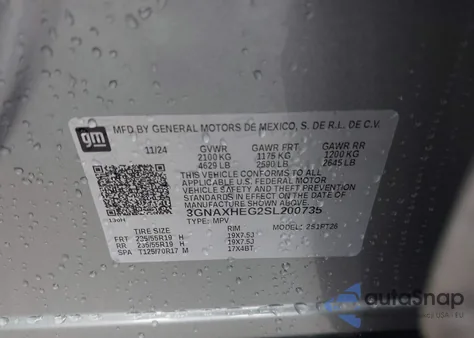 gm
MFD BY GENERAL MOTORS DE MEXICO, S. DE R.L. DE C.V.
11/24 GVWR GAWR FRT GAWR RR
2100 KG 1175 KG 1200 KG
4629 LB 2590 LB 2645 LB
THIS VEHICLE CONFORMS TO ALL
APPLICABLE U.S. FEDERAL MOTOR
VEHICLE SAFETY AND THEFT PREVENTION
STANDARDS IN EFFECT ON THE DATE OF
MANUFACTURE SHOWN ABOVE.
3GNAXHEG2SL200735
TYPE: MPV MODEL: 2S1PT26
TIRE SIZE RIM
FRT 235/55R19 H 19X7.5J
RR 235/55R19 H 19X7.5J
SPA T125/70R17 M 17X4BT
autoSnap